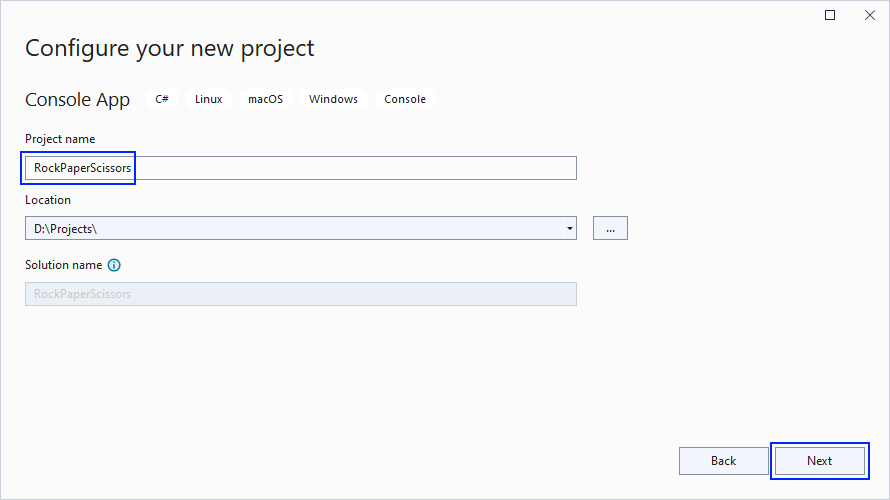 Configure your new project
Console App C# Linux macOS Windows Console
Project name
RockPaperScissors
Location
D:\Projects\
...
Solution name
RockPaperScissors
Back Next